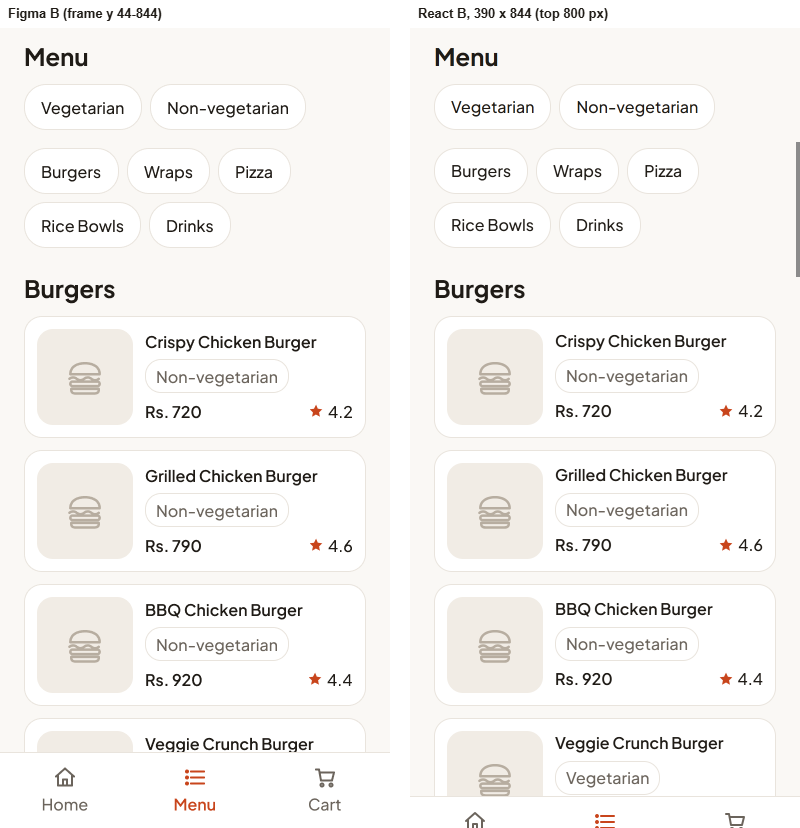 Figma B (frame y 44-844)
Menu
Vegetarian Non-vegetarian
Burgers Wraps Pizza
Rice Bowls Drinks
Burgers
Crispy Chicken Burger
Non-vegetarian
Rs. 720 4.2
Grilled Chicken Burger
Non-vegetarian
Rs. 790 4.6
BBQ Chicken Burger
Non-vegetarian
Rs. 920 4.4
Veggie Crunch Burger
Home Menu Cart
React B, 390 x 844 (top 800 px)
Menu
Vegetarian Non-vegetarian
Burgers Wraps Pizza
Rice Bowls Drinks
Burgers
Crispy Chicken Burger
Non-vegetarian
Rs. 720 4.2
Grilled Chicken Burger
Non-vegetarian
Rs. 790 4.6
BBQ Chicken Burger
Non-vegetarian
Rs. 920 4.4
Veggie Crunch Burger
Vegetarian